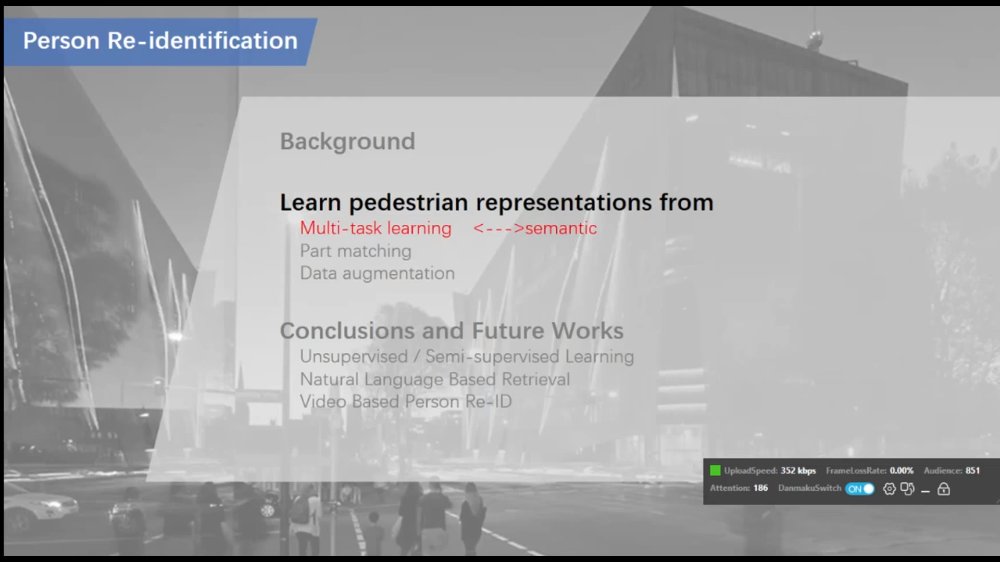 Person Re-identification
Background
Learn pedestrian representations from
Multi-task learning <--->semantic
Part matching
Data augmentation
Conclusions and Future Works
Unsupervised / Semi-supervised Learning
Natural Language Based Retrieval
Video Based Person Re-ID
UploadSpeed: 352 kbps FrameLossRate: 0.00% Audience: 851
Attention: 186 DanmakuSwitch ON